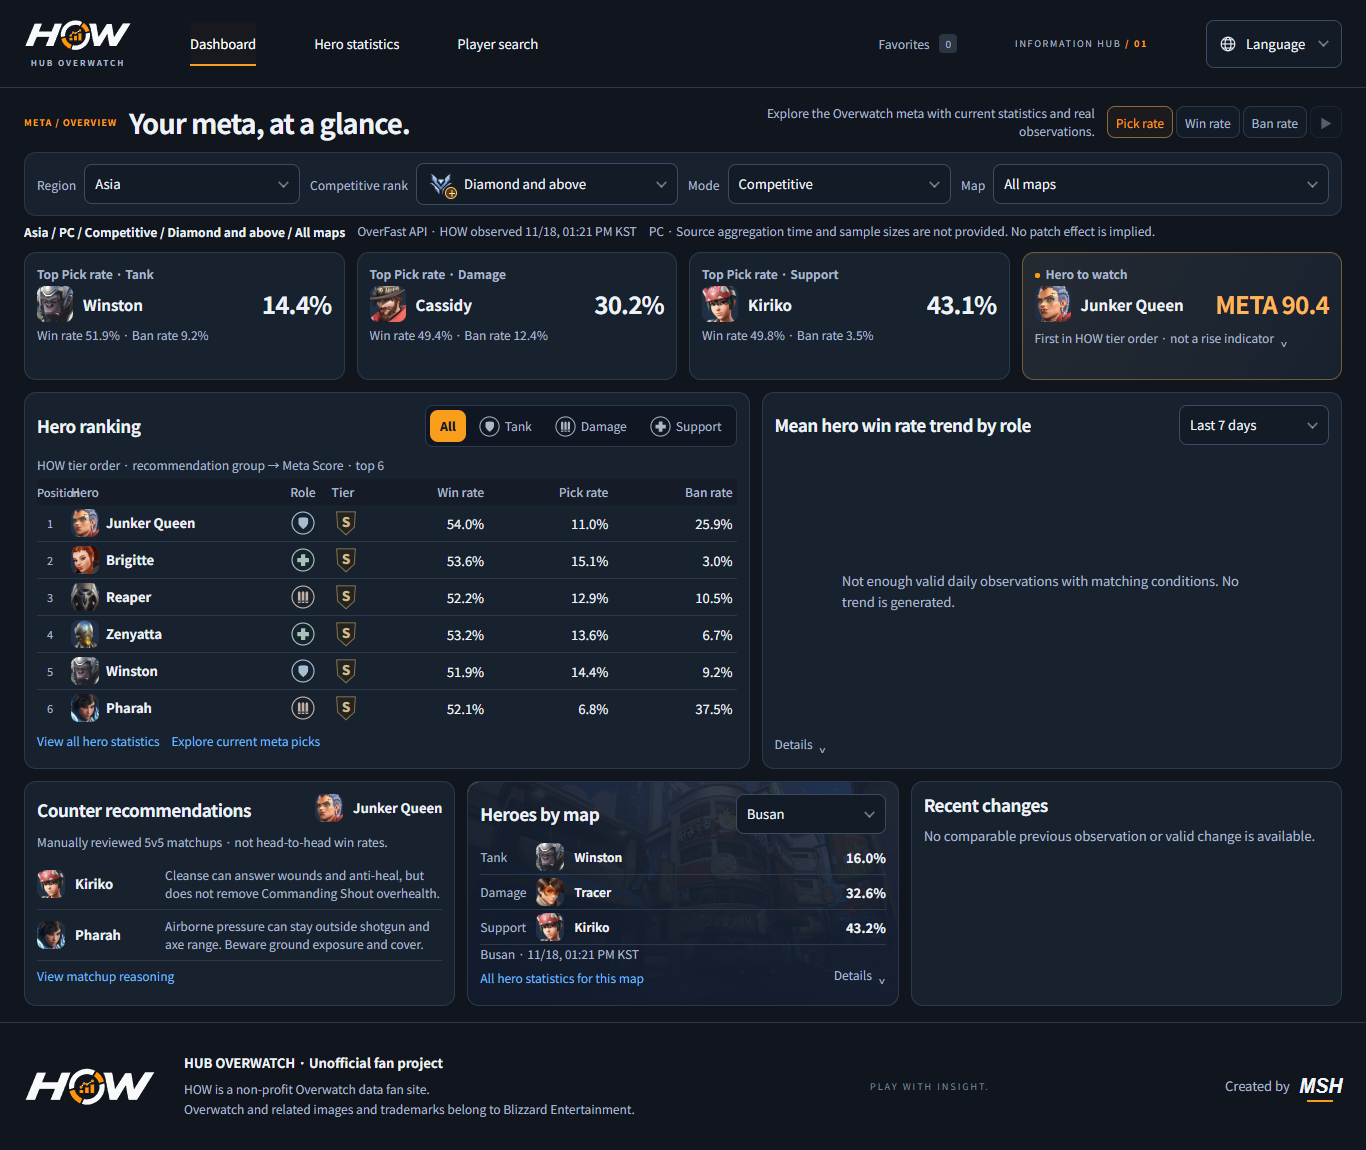 HOW
HUB OVERWATCH
Dashboard
Hero statistics
Player search
Favorites 0
INFORMATION HUB / 01
Language
META / OVERVIEW
Your meta, at a glance.
Explore the Overwatch meta with current statistics and real
observations.
Pick rate
Win rate
Ban rate
Region
Asia
Competitive rank
Diamond and above
Mode
Competitive
Map
All maps
Asia / PC / Competitive / Diamond and above / All maps
OverFast API · HOW observed 11/18, 01:21 PM KST
PC · Source aggregation time and sample sizes are not provided. No patch effect is implied.
Top Pick rate · Tank
Winston
14.4%
Win rate 51.9% · Ban rate 9.2%
Top Pick rate · Damage
Cassidy
30.2%
Win rate 49.4% · Ban rate 12.4%
Top Pick rate · Support
Kiriko
43.1%
Win rate 49.8% · Ban rate 3.5%
Hero to watch
Junker Queen
META 90.4
First in HOW tier order · not a rise indicator
Hero ranking
All
Tank
Damage
Support
HOW tier order · recommendation group → Meta Score · top 6
Position Hero Role Tier Win rate Pick rate Ban rate
1 Junker Queen S 54.0% 11.0% 25.9%
2 Brigitte S 53.6% 15.1% 3.0%
3 Reaper S 52.2% 12.9% 10.5%
4 Zenyatta S 53.2% 13.6% 6.7%
5 Winston S 51.9% 14.4% 9.2%
6 Pharah S 52.1% 6.8% 37.5%
View all hero statistics
Explore current meta picks
Mean hero win rate trend by role
Last 7 days
Not enough valid daily observations with matching conditions. No
trend is generated.
Details
Counter recommendations
Junker Queen
Manually reviewed 5v5 matchups · not head-to-head win rates.
Kiriko
Cleanse can answer wounds and anti-heal, but
does not remove Commanding Shout overhealth.
Pharah
Airborne pressure can stay outside shotgun and
axe range. Beware ground exposure and cover.
View matchup reasoning
Heroes by map
Busan
Tank Winston 16.0%
Damage Tracer 32.6%
Support Kiriko 43.2%
Busan · 11/18, 01:21 PM KST
All hero statistics for this map
Details
Recent changes
No comparable previous observation or valid change is available.
HOW
HUB OVERWATCH · Unofficial fan project
HOW is a non-profit Overwatch data fan site.
Overwatch and related images and trademarks belong to Blizzard Entertainment.
PLAY WITH INSIGHT.
Created by MSH